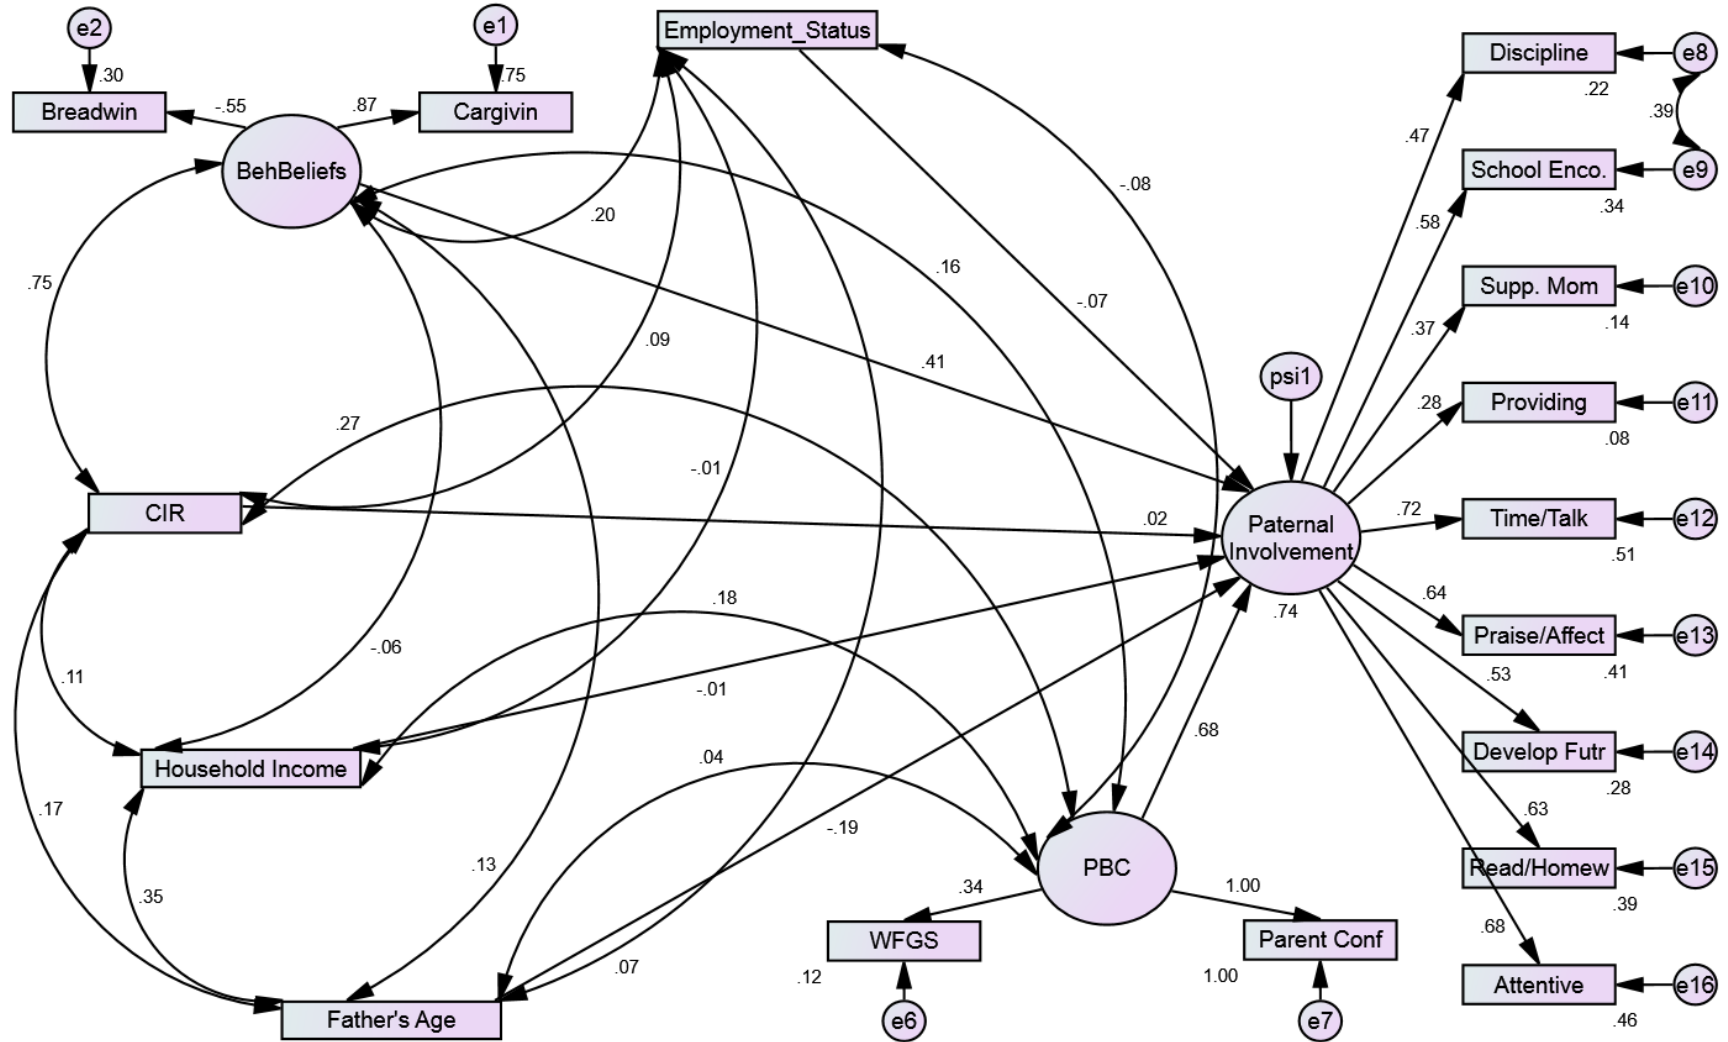 e2
e1
Employment_Status
Discipline
e8
.30
.75
.22
Breadwin
-.55
.87
Cargivin
.39
.47
BehBeliefs
School Enco.
e9
-.08
.34
.20
.58
.16
.75
Supp. Mom
e10
-.07
.14
.09
.37
.41
psi1
.27
.28
Providing
e11
.08
-.01
CIR
.02
.72
Time/Talk
e12
Paternal
Involvement
.51
.18
.74
.64
-.06
Praise/Affect
e13
.11
.53
.41
-.01
.68
Household Income
.04
Develop Futr
e14
.28
.17
-.19
.63
.13
PBC
Read/Homew
e15
.35
.34
1.00
.39
.68
WFGS
Parent Conf
.07
.12
1.00
Attentive
e16
Father's Age
e6
e7
.46